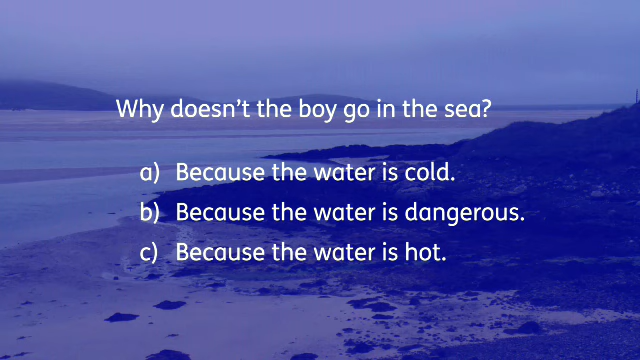 Why doesn't the boy go in the sea?
a) Because the water is cold.
b) Because the water is dangerous.
c) Because the water is hot.